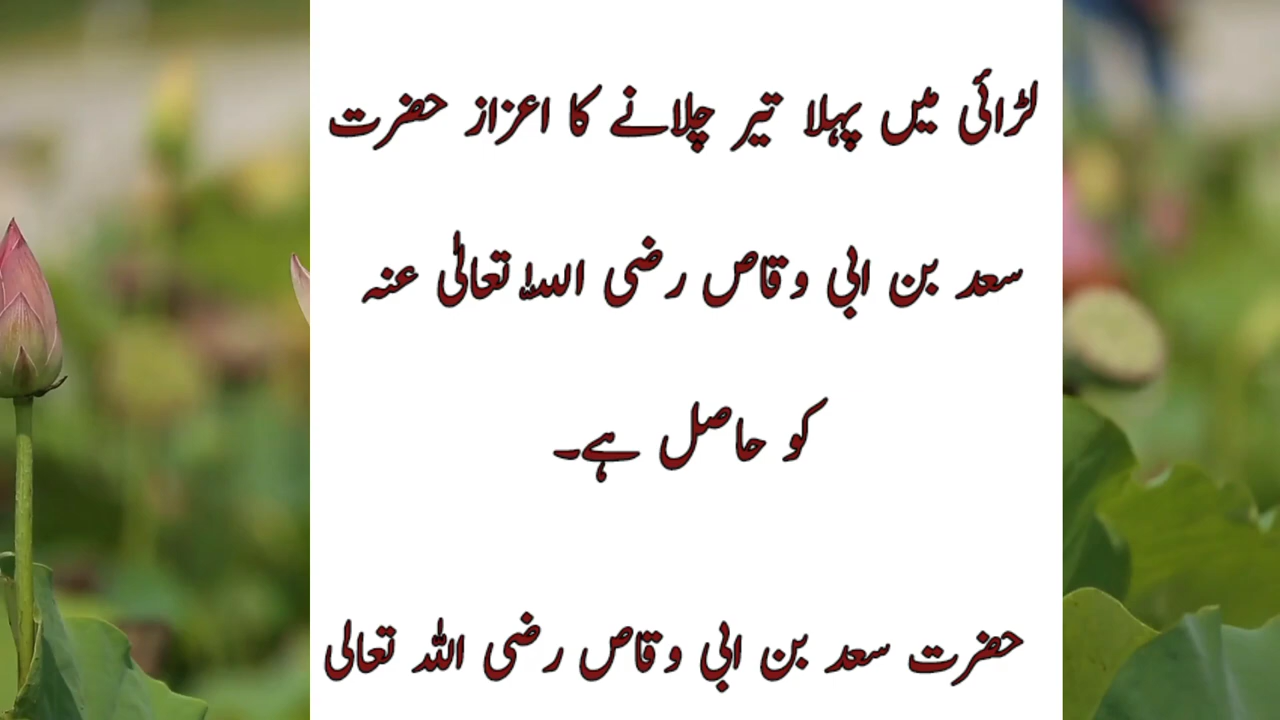 لڑائی میں پہلا تیر چلانے کا اعزاز حضرت
سعد بن ابی وقاص رضی اللہ تعالیٰ عنہ
کو حاصل ہے۔
حضرت سعد بن ابی وقاص رضی اللہ تعالی